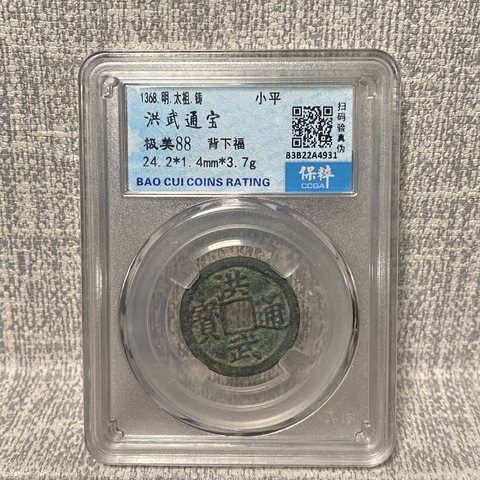 1368.明.太祖.铸
小平
洪武通宝
极美88 背下福
24.2*1.4mm*3.7g
BAO CUI COINS RATING
扫码验真伪
83B22A4931
保粹
CCGA
洪武通寶